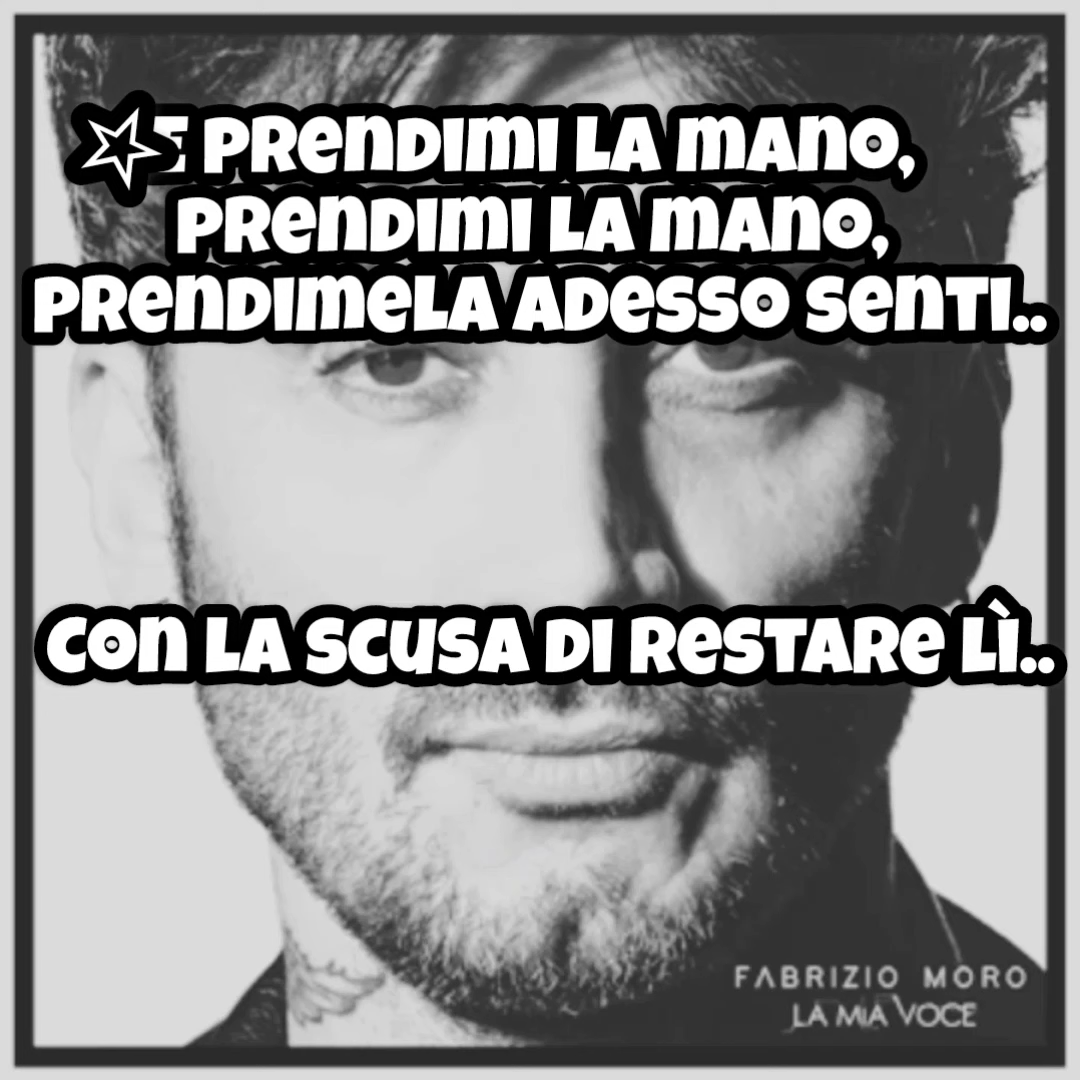 ☆E PRENDIMI LA MANO,
PRENDIMI LA MANO,
PRENDIMELA ADESSO SENTI..
CON LA SCUSA DI RESTARE LÌ..
FABRIZIO MORO
LA MIA VOCE